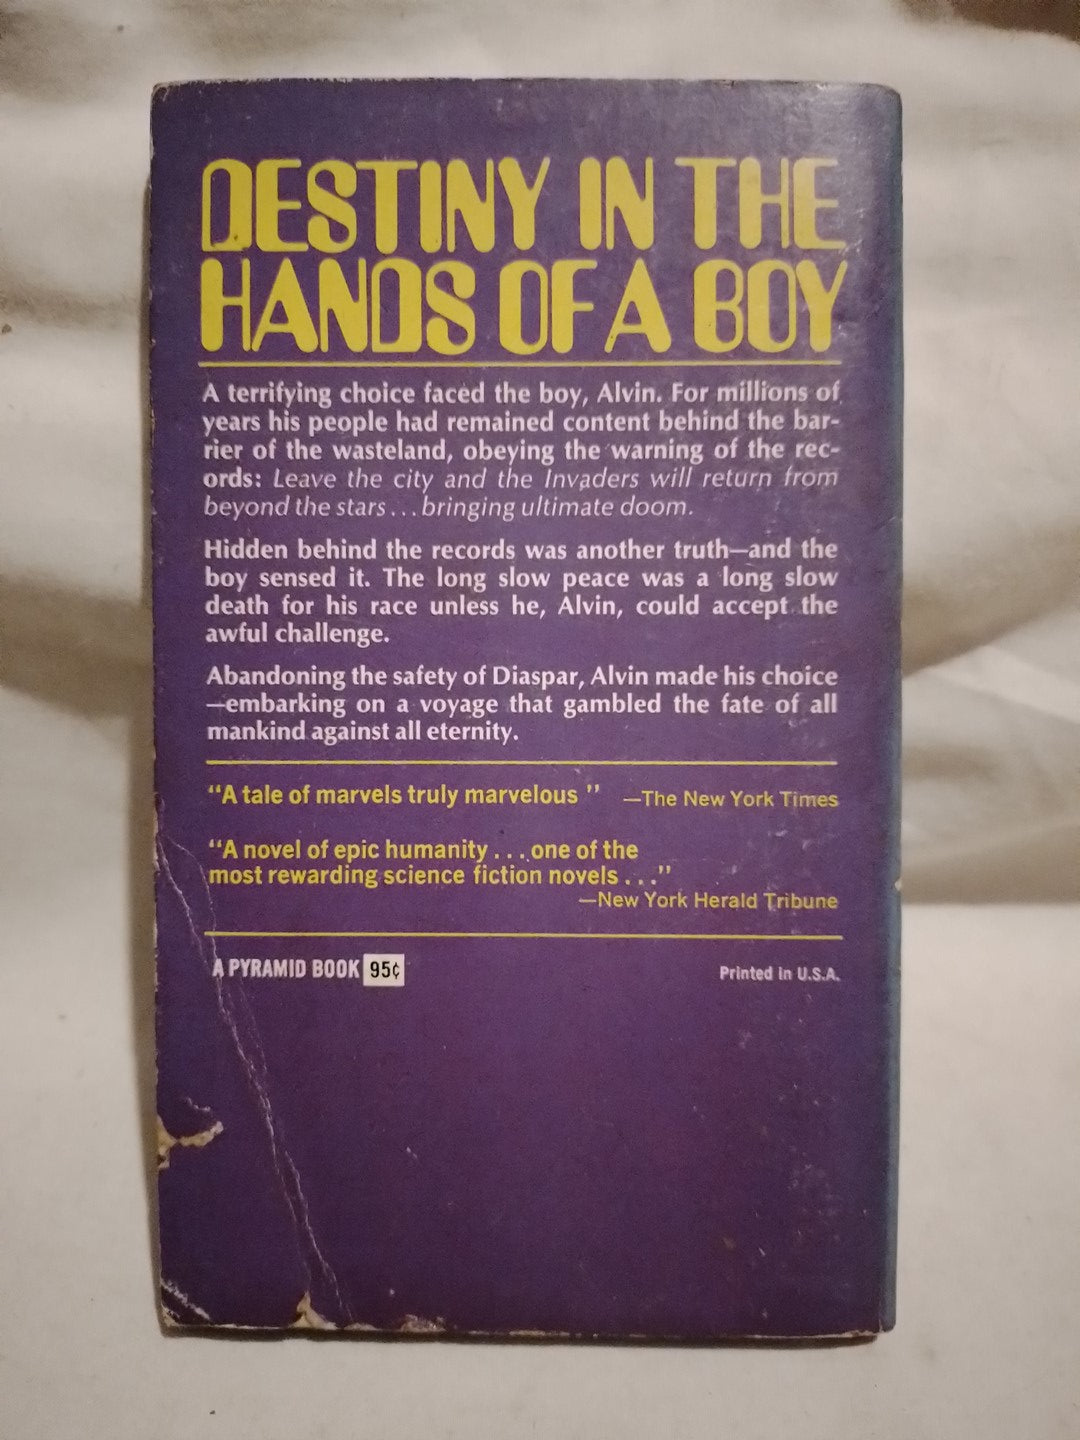 DESTINY IN THE
HANDS OF A BOY
A terrifying choice faced the boy, Alvin. For millions of
years his people had remained content behind the bar-
rier of the wasteland, obeying the warning of the rec-
ords: Leave the city and the Invaders will return from
beyond the stars...bringing ultimate doom.
Hidden behind the records was another truth—and the
boy sensed it. The long slow peace was a long slow
death for his race unless he, Alvin, could accept the
awful challenge.
Abandoning the safety of Diaspar, Alvin made his choice
—embarking on a voyage that gambled the fate of all
mankind against all eternity.
“A tale of marvels truly marvelous ” —The New York Times
“A novel of epic humanity...one of the
most rewarding science fiction novels...”
—New York Herald Tribune
A PYRAMID BOOK 95¢ Printed in U.S.A.